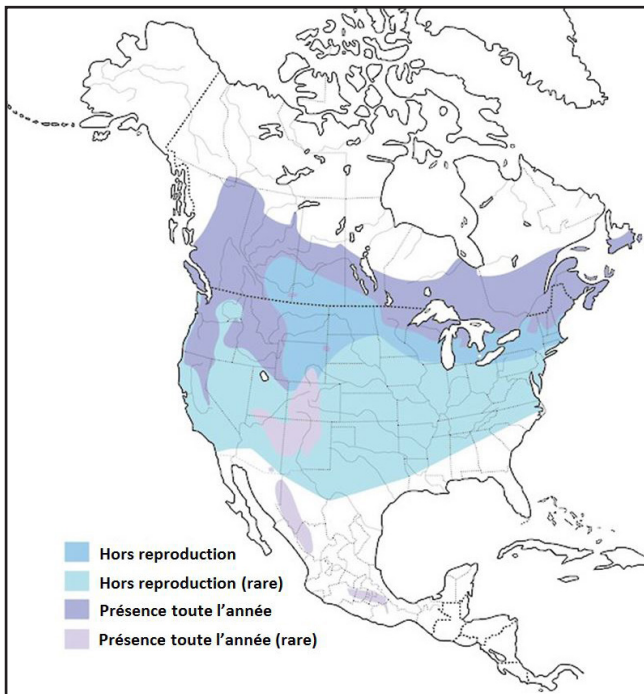 Hors reproduction
Hors reproduction (rare)
Présence toute l’année
Présence toute l’année (rare)